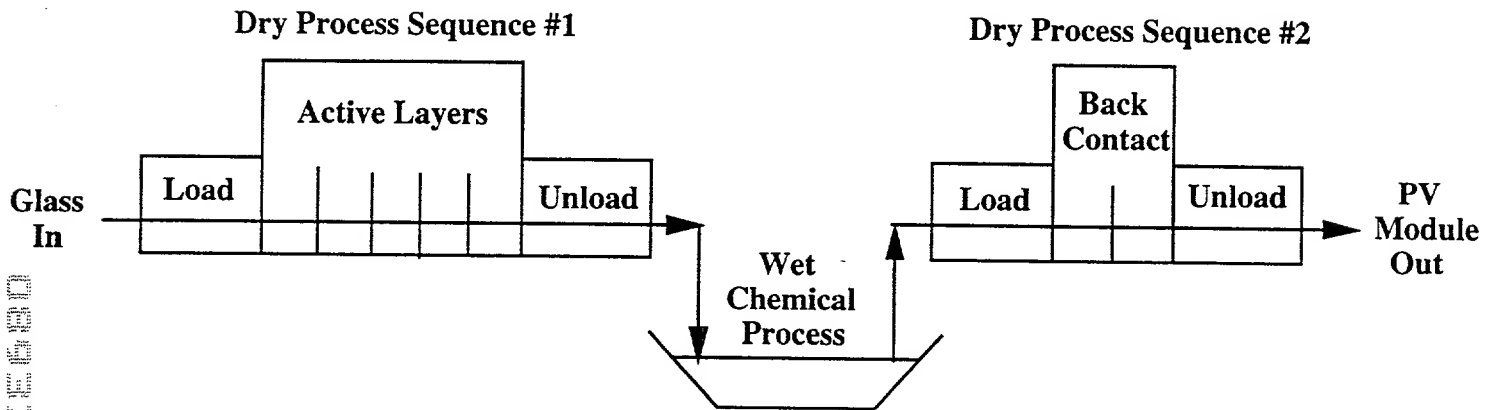 Dry Process Sequence #1
Dry Process Sequence #2
Active Layers
Back
Contact
Load
Unload
Load
Unload
Glass
In
PV
Module
Out
Wet
Chemical
Process